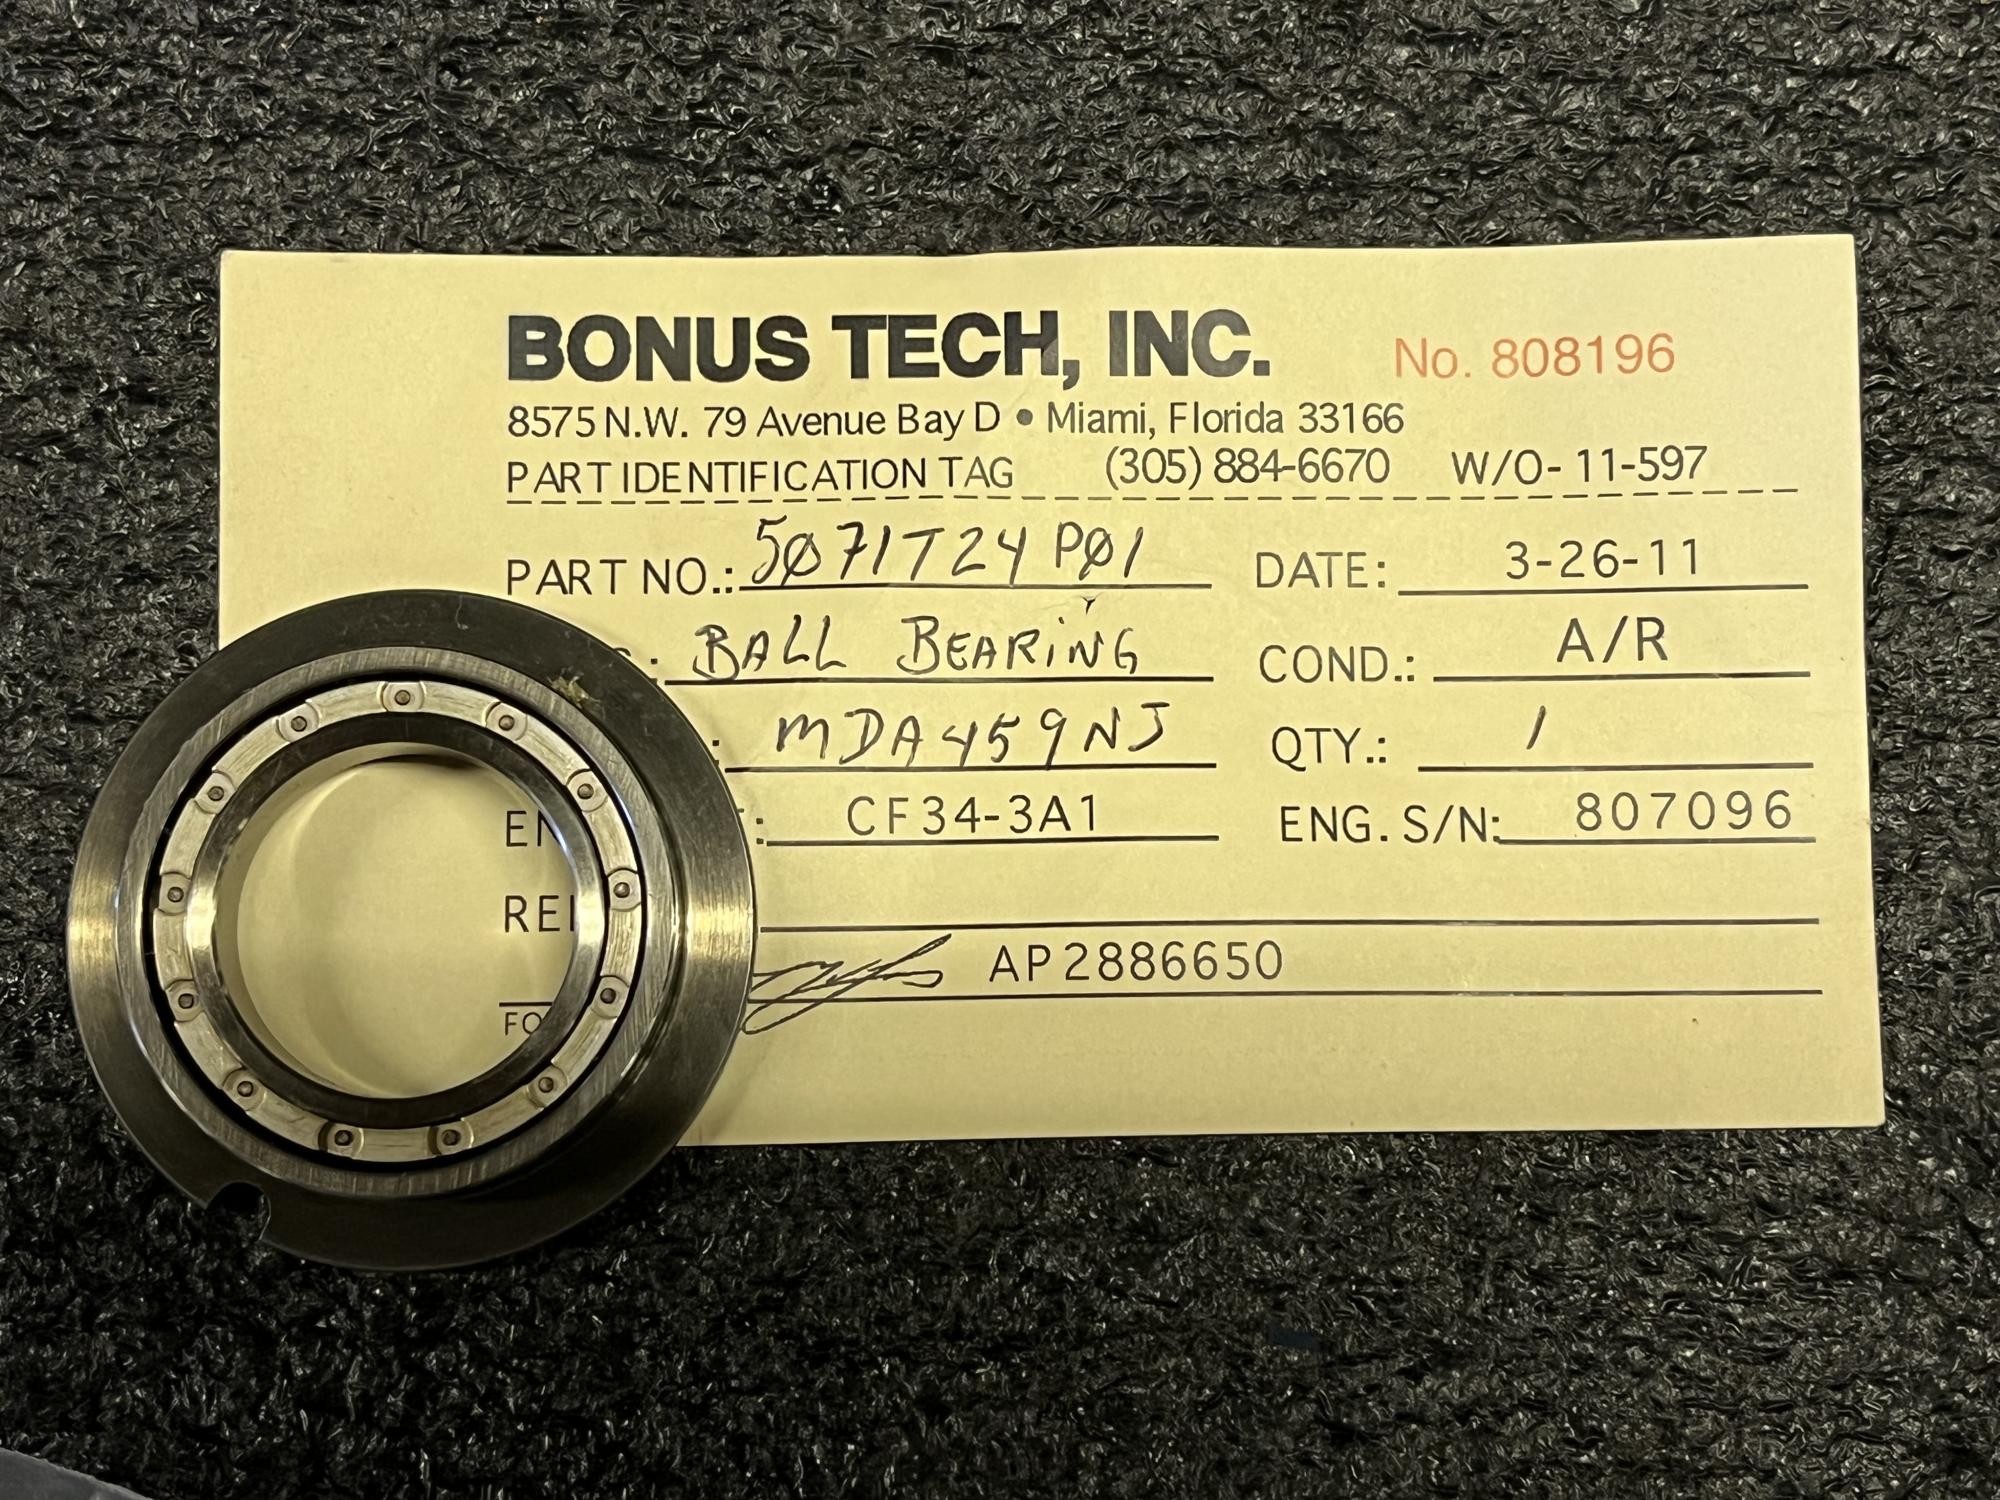 BONUS TECH, INC. No. 808196
8575 N.W. 79 Avenue Bay D • Miami, Florida 33166
PART IDENTIFICATION TAG (305) 884-6670 W/O- 11-597
PART NO.: 5071T24P01 DATE: 3-26-11
: BALL BEARING COND.: A/R
: MDA459NJ QTY.: 1
: CF34-3A1 ENG. S/N: 807096
AP2886650